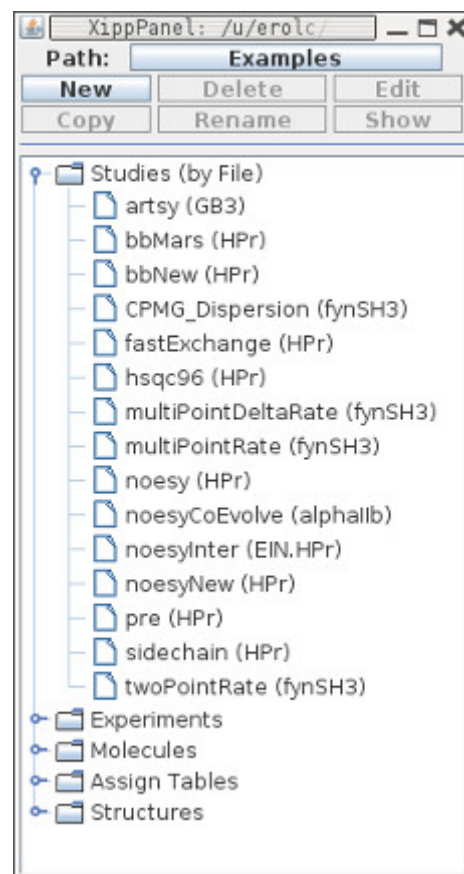 XippPanel: /u/erolc/
Path: Examples
New Delete Edit
Copy Rename Show
Studies (by File)
artsy (GB3)
bbMars (HPr)
bbNew (HPr)
CPMG_Dispersion (fynSH3)
fastExchange (HPr)
hsqc96 (HPr)
multiPointDeltaRate (fynSH3)
multiPointRate (fynSH3)
noesy (HPr)
noesyCoEvolve (alphaIIb)
noesyInter (EIN.HPr)
noesyNew (HPr)
pre (HPr)
sidechain (HPr)
twoPointRate (fynSH3)
Experiments
Molecules
Assign Tables
Structures